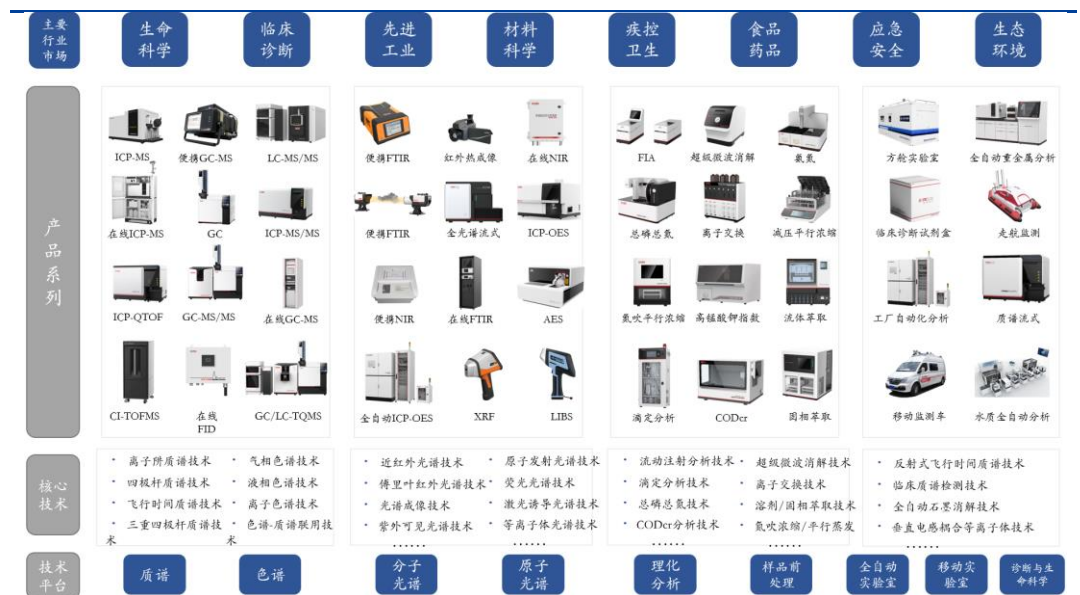 主要
行业
市场
生命
科学
临床
诊断
先进
工业
材料
科学
疾控
卫生
食品
药品
应急
安全
生态
环境
产品系列
ICP-MS
便携GC-MS
LC-MS/MS
便携FTIR
红外热成像
在线NIR
FIA
超级微波消解
氨氮
方舱实验室
全自动重金属分析
在线ICP-MS
GC
ICP-MS/MS
便携FTIR
全光谱流式
ICP-OES
总磷总氮
离子交换
减压平行浓缩
临床诊断试剂盒
走航监测
ICP-QTOF
GC-MS/MS
在线GC-MS
便携NIR
在线FTIR
AES
氮吹平行浓缩
高锰酸钾指数
流体萃取
工厂自动化分析
质谱流式
CI-TOFMS
在线
FID
GC/LC-TQMS
全自动ICP-OES
XRF
LIBS
滴定分析
CODcr
固相萃取
移动监测车
水质全自动分析
核心
技术
• 离子阱质谱技术
• 四极杆质谱技术
• 飞行时间质谱技术
• 三重四极杆质谱技
术
• 气相色谱技术
• 液相色谱技术
• 离子色谱技术
• 色谱-质谱联用技
术
• 近红外光谱技术
• 傅里叶红外光谱技术
• 光谱成像技术
• 紫外可见光谱技术
• 原子发射光谱技术
• 荧光光谱技术
• 激光谱导光谱技术
• 等离子体光谱技术
......
• 流动注射分析技术
• 滴定分析技术
• 总磷总氮技术
• CODcr分析技术
• 超级微波消解技术
• 离子交换技术
• 溶剂/固相萃取技术
• 氮吹浓缩/平行蒸发
......
• 反射式飞行时间质谱技术
• 临床质谱检测技术
• 全自动石墨消解技术
• 垂直电感耦合等离子体技术
......
技术
平台
质谱
色谱
分子
光谱
原子
光谱
理化
分析
样品前
处理
全自动
实验室
移动实
验室
诊断与生
命科学